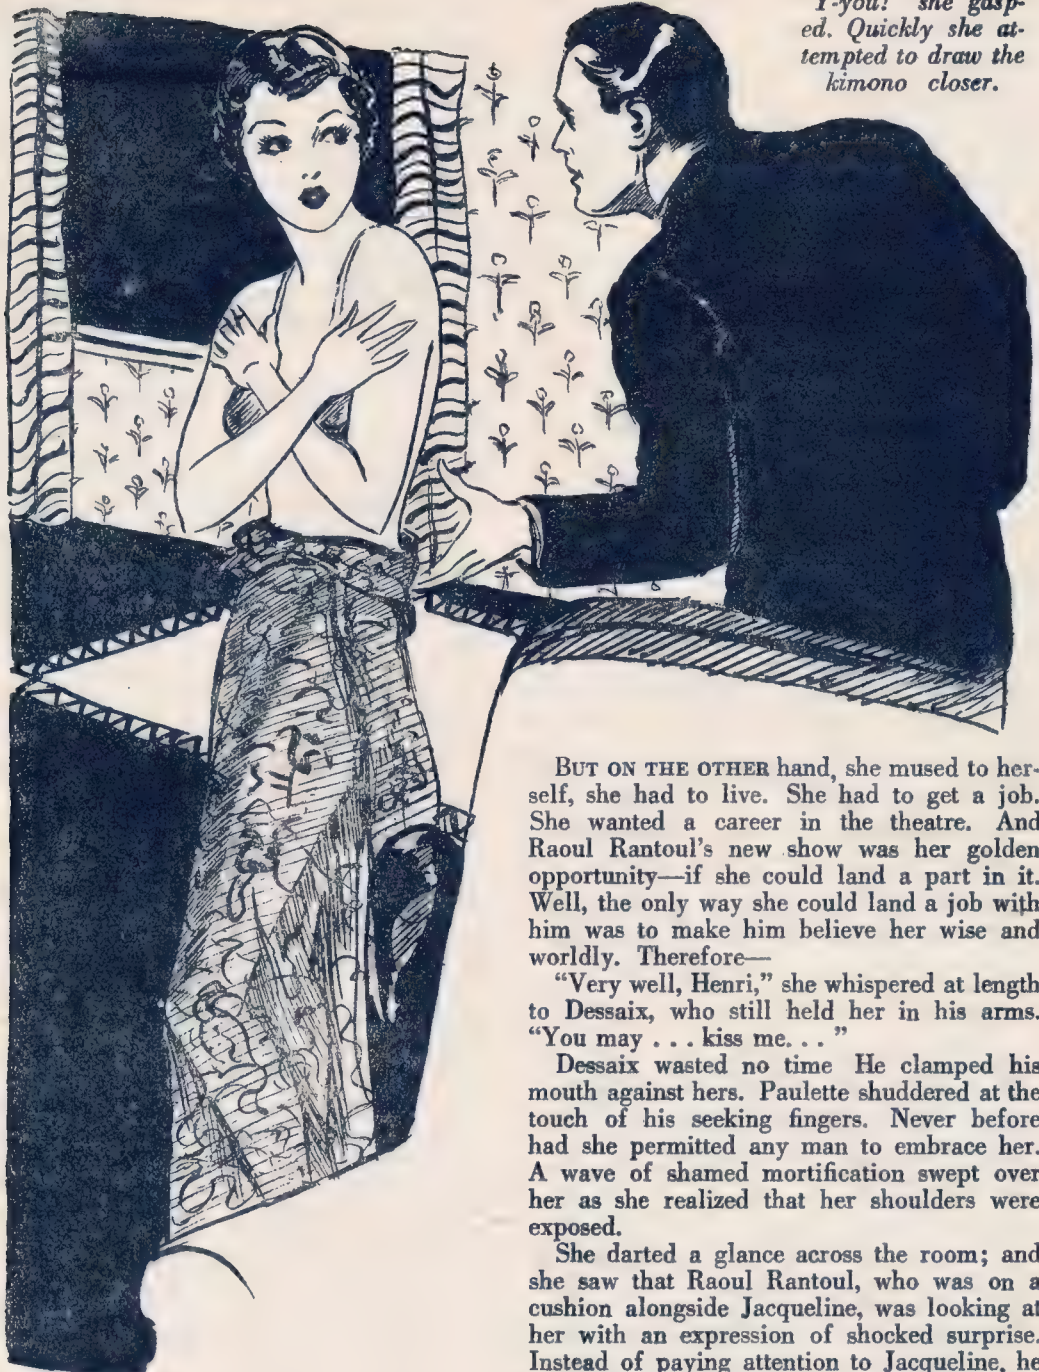 Y-you! she gasp-
ed. Quickly she at-
tempted to draw the
kimono closer.
BUT ON THE OTHER hand, she mused to her-
self, she had to live. She had to get a job.
She wanted a career in the theatre. And
Raoul Rantoul's new show was her golden
opportunity—if she could land a part in it.
Well, the only way she could land a job with
him was to make him believe her wise and
worldly. Therefore—
"Very well, Henri," she whispered at length
to Dessaix, who still held her in his arms.
"You may . . . kiss me. . . "
Dessaix wasted no time He clamped his
mouth against hers. Paulette shuddered at the
touch of his seeking fingers. Never before
had she permitted any man to embrace her.
A wave of shamed mortification swept over
her as she realized that her shoulders were
exposed.
She darted a glance across the room; and
she saw that Raoul Rantoul, who was on a
cushion alongside Jacqueline, was looking at
her with an expression of shocked surprise.
Instead of paying attention to Jacqueline, he